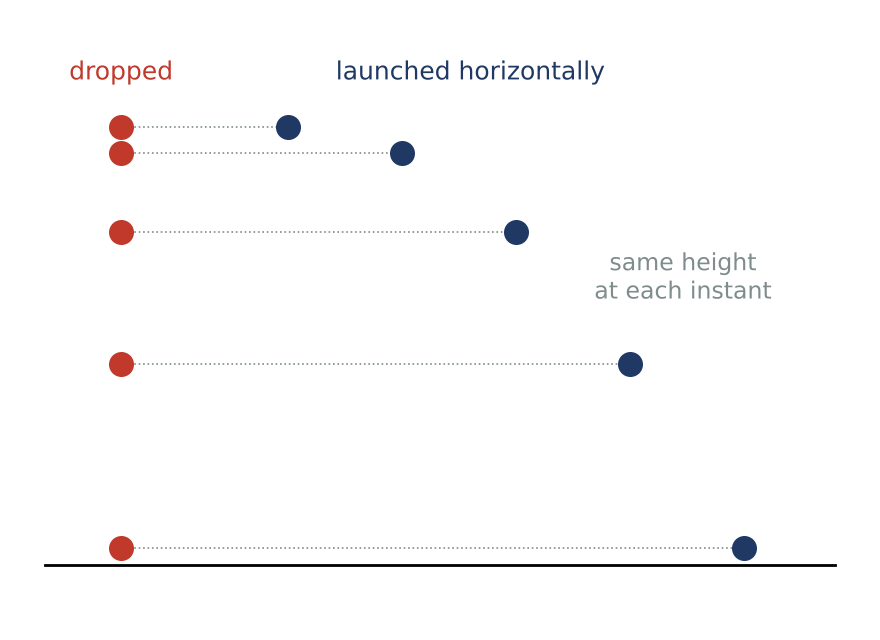 dropped
launched horizontally
same height
at each instant